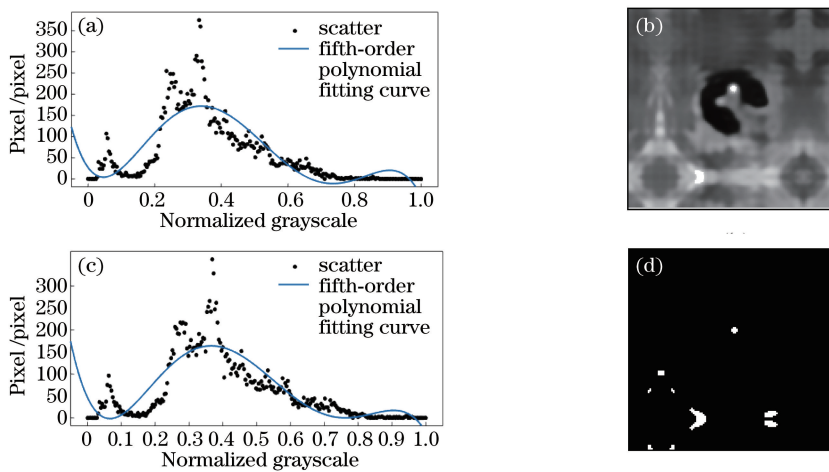 (a)
scatter
fifth-order
polynomial
fitting curve
350
300
250
200
150
100
50
0
Pixel /pixel
0 0.2 0.4 0.6 0.8 1.0
Normalized grayscale
(b)
(c)
scatter
fifth-order
polynomial
fitting curve
300
250
200
150
100
50
0
Pixel /pixel
0 0.1 0.2 0.3 0.4 0.5 0.6 0.7 0.8 0.9 1.0
Normalized grayscale
(d)